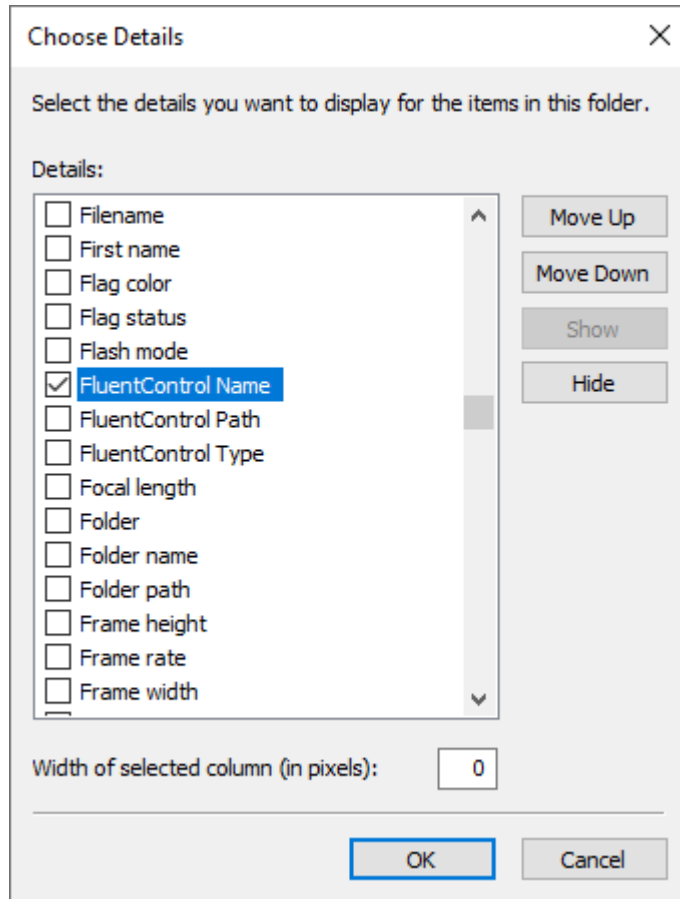 Choose Details
Select the details you want to display for the items in this folder.
Details:
Filename
First name
Flag color
Flag status
Flash mode
FluentControl Name
FluentControl Path
FluentControl Type
Focal length
Folder
Folder name
Folder path
Frame height
Frame rate
Frame width
Move Up
Move Down
Show
Hide
Width of selected column (in pixels): 0
OK Cancel